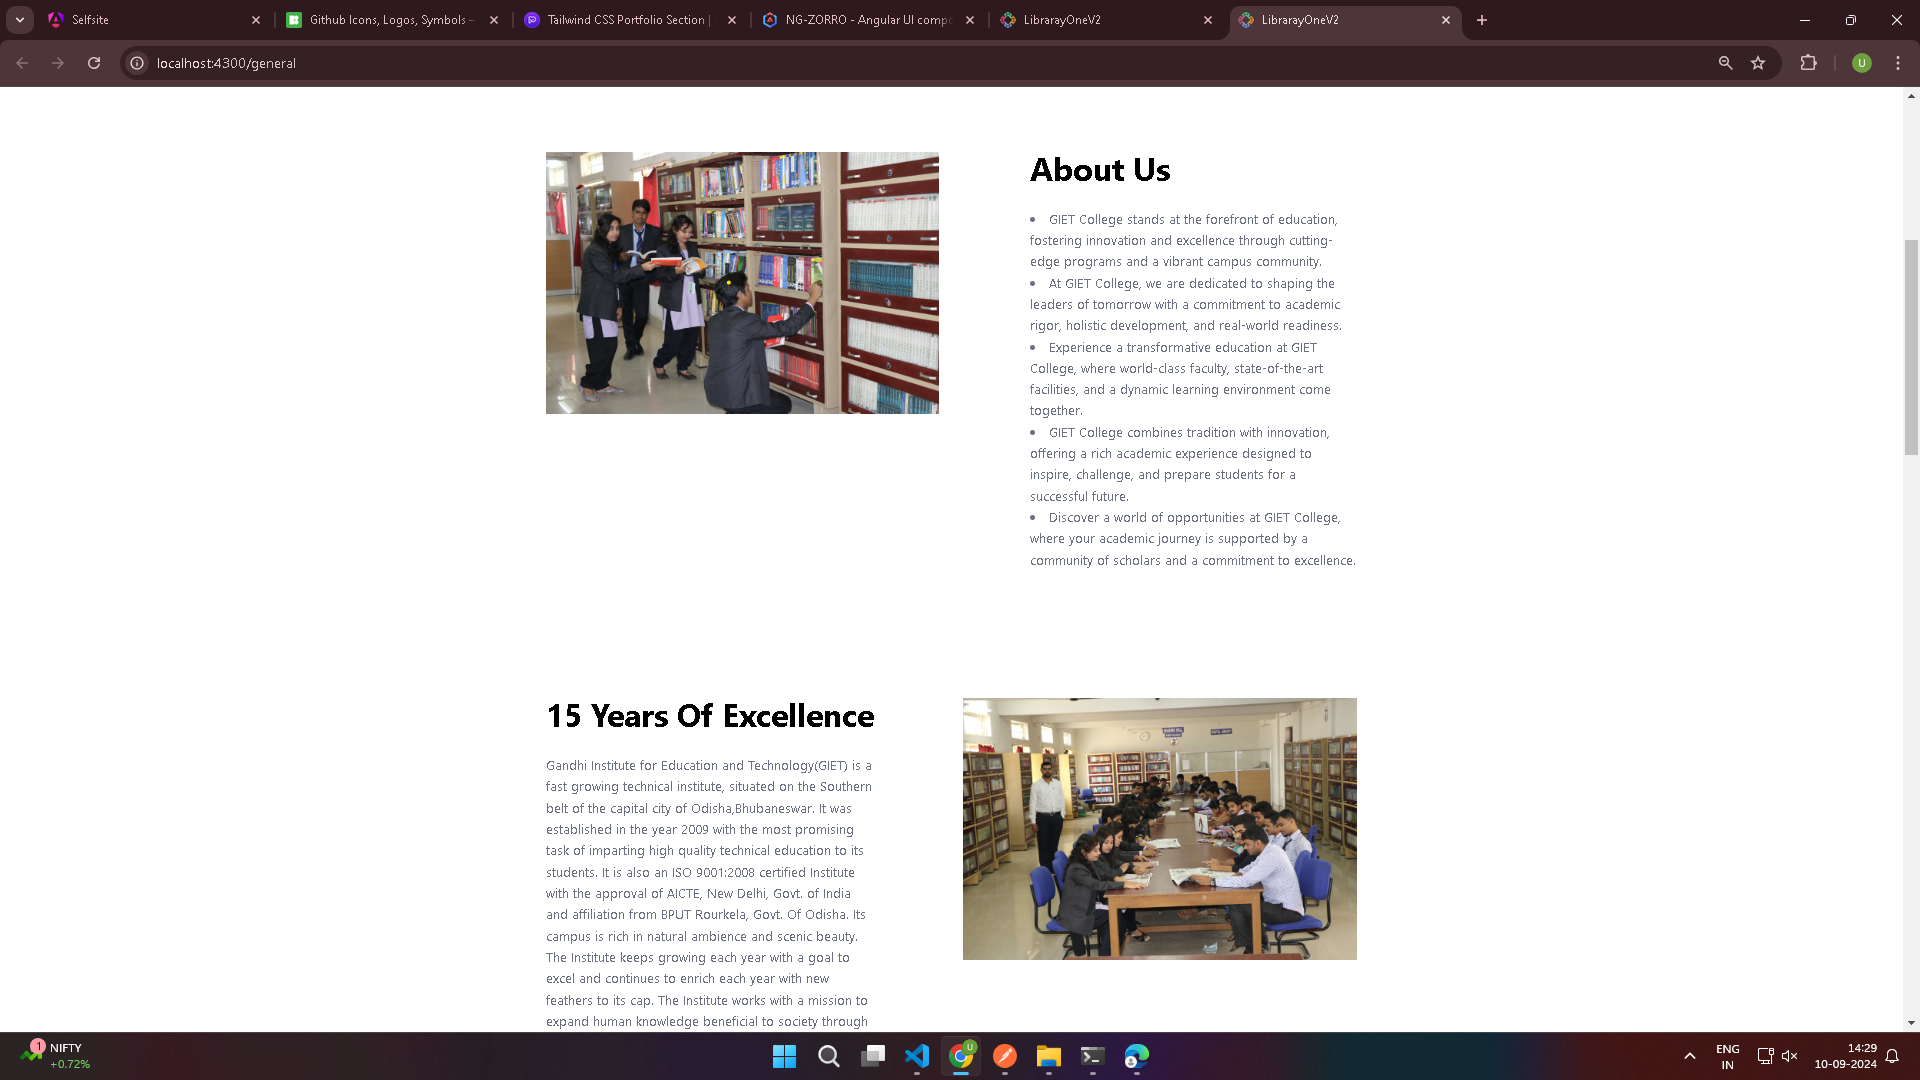 Selfsite
Github Icons, Logos, Symbols –
Tailwind CSS Portfolio Section |
NG-ZORRO - Angular UI compo
LibrarayOneV2
LibrarayOneV2
localhost:4300/general
U
About Us
• GIET College stands at the forefront of education,
fostering innovation and excellence through cutting-
edge programs and a vibrant campus community.
• At GIET College, we are dedicated to shaping the
leaders of tomorrow with a commitment to academic
rigor, holistic development, and real-world readiness.
• Experience a transformative education at GIET
College, where world-class faculty, state-of-the-art
facilities, and a dynamic learning environment come
together.
• GIET College combines tradition with innovation,
offering a rich academic experience designed to
inspire, challenge, and prepare students for a
successful future.
• Discover a world of opportunities at GIET College,
where your academic journey is supported by a
community of scholars and a commitment to excellence.
15 Years Of Excellence
Gandhi Institute for Education and Technology(GIET) is a
fast growing technical institute, situated on the Southern
belt of the capital city of Odisha,Bhubaneswar. It was
established in the year 2009 with the most promising
task of imparting high quality technical education to its
students. It is also an ISO 9001:2008 certified Institute
with the approval of AICTE, New Delhi, Govt. of India
and affiliation from BPUT Rourkela, Govt. Of Odisha. Its
campus is rich in natural ambience and scenic beauty.
The Institute keeps growing each year with a goal to
excel and continues to enrich each year with new
feathers to its cap. The Institute works with a mission to
expand human knowledge beneficial to society through
1
NIFTY
+0.72%
U
ENG
IN
14:29
10-09-2024